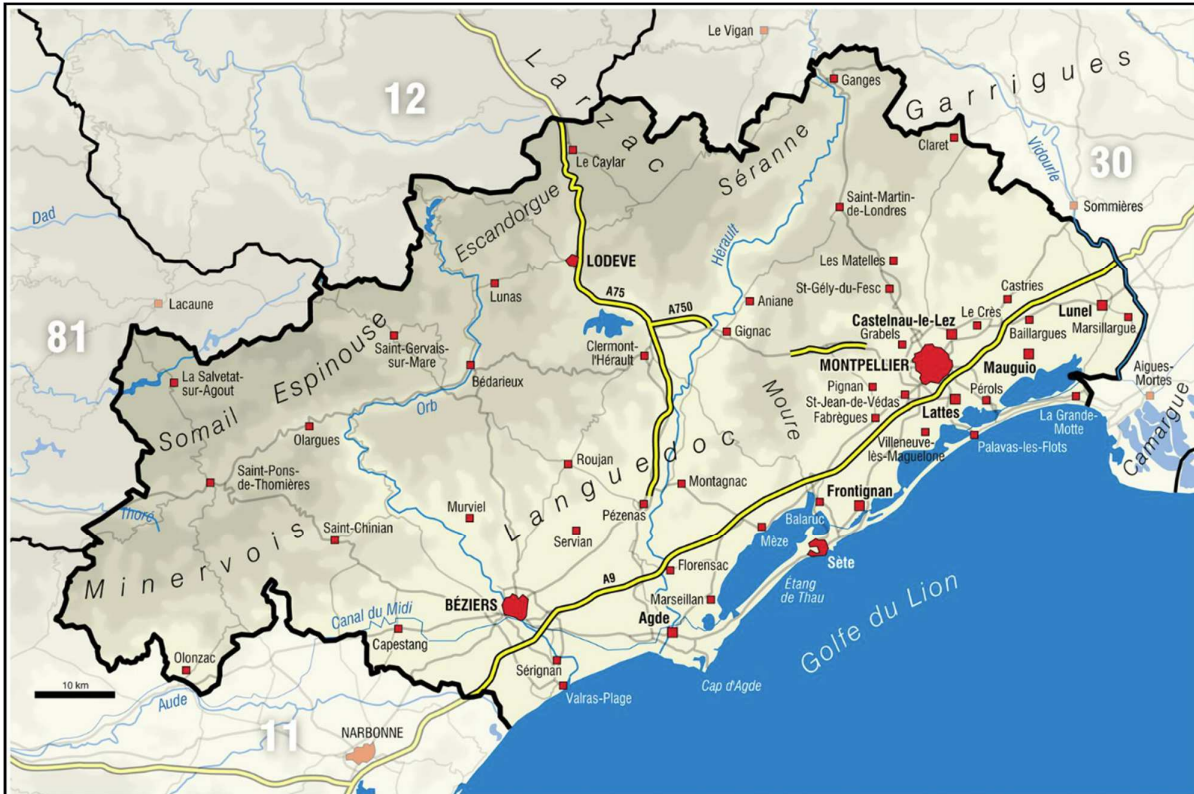 Le Vigan
Larzac
Ganges
Garrigues
12
Claret
Le Caylar
Séranne
Vidourle
30
Saint-Martin-
de-Londres
Sommières
Dad
Escandorgue
Hérault
LODEVE
Les Matelles
Lacaune
Lunas
A75
A750
Aniane
St-Gély-du-Fesc
Castries
Lunel
81
Espinouse
Saint-Gervais-
sur-Mare
Clermont-
l'Hérault
Gignac
Castelnau-le-Lez
Grabels
Le Crès
Baillargues
Marsillargue
MONTPELLIER
Mauguio
La Salvetat-
sur-Agout
Bédarieux
Pignan
St-Jean-de-Védas
Fabrègues
Pérols
Lattes
Aigues-
Mortes
Somail
Orb
Moure
La Grande-
Motte
Olargues
Villeneuve-
lès-Maguelone
Palavas-les-Flots
Camargue
Saint-Pons-
de-Thomières
Roujan
Languedoc
Montagnac
Frontignan
Thoré
Murviel
Pézenas
Balaruc
Saint-Chinian
Servian
Mèze
Sète
Minervois
A9
Florensac
Étang
de Thau
BÉZIERS
Marseillan
Canal du Midi
Agde
Golfe du Lion
Capestang
Olonzac
Sérignan
Cap d'Agde
10 km
Valras-Plage
Aude
11
NARBONNE